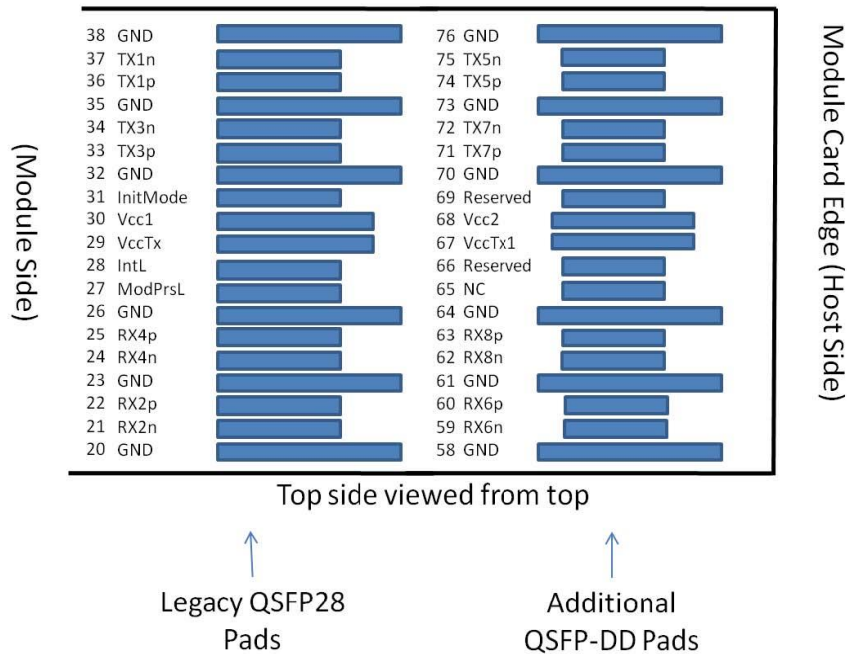 38 GND 76 GND
37 TX1n 75 TX5n
36 TX1p 74 TX5p
35 GND 73 GND
34 TX3n 72 TX7n
33 TX3p 71 TX7p
32 GND 70 GND
31 InitMode 69 Reserved
30 Vcc1 68 Vcc2
29 VccTx 67 VccTx1
28 IntL 66 Reserved
27 ModPrsL 65 NC
26 GND 64 GND
25 RX4p 63 RX8p
24 RX4n 62 RX8n
23 GND 61 GND
22 RX2p 60 RX6p
21 RX2n 59 RX6n
20 GND 58 GND
(Module Side)
Module Card Edge (Host Side)
Top side viewed from top
Legacy QSFP28
Pads
Additional
QSFP-DD Pads